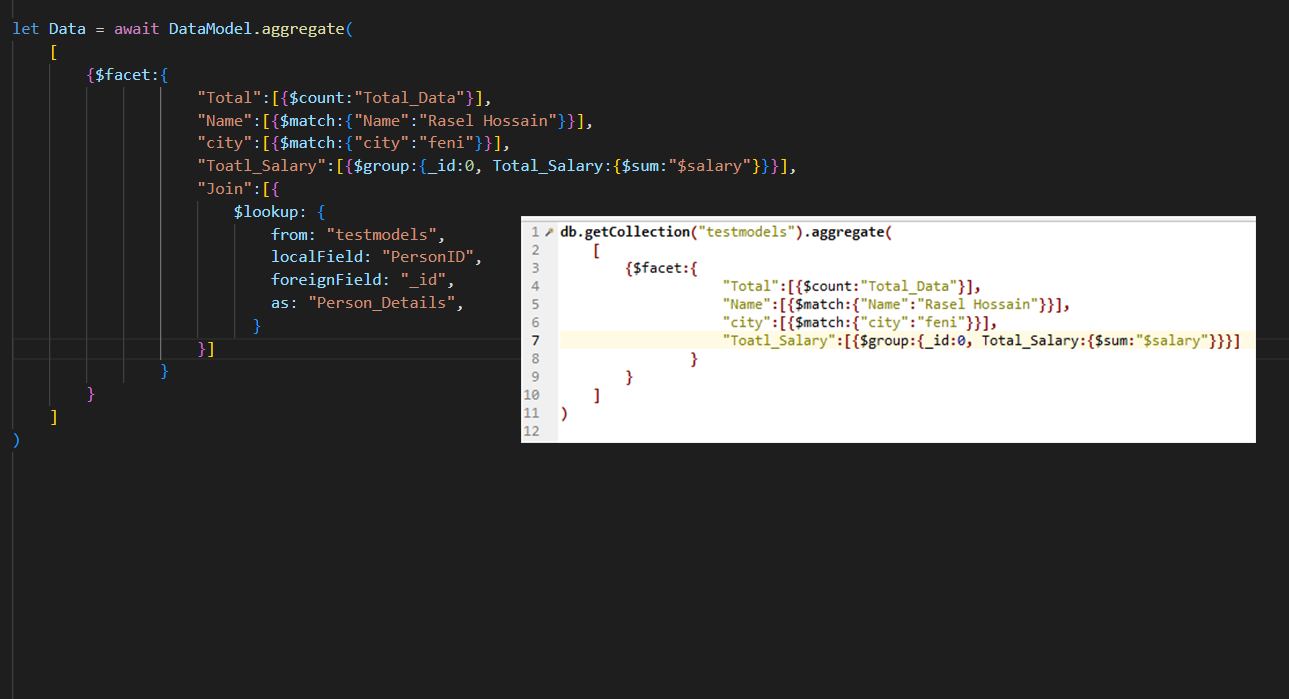 let Data = await DataModel.aggregate(
[
{$facet:{
"Total":[{$count:"Total_Data"}],
"Name":[{$match:{"Name":"Rasel Hossain"}}],
"city":[{$match:{"city":"feni"}}],
"Toatl_Salary":[{$group:{_id:0, Total_Salary:{$sum:"$salary"}}}],
"Join":[{
$lookup: {
from: "testmodels",
localField: "PersonID",
foreignField: "_id",
as: "Person_Details",
}
}]
}
}
]
)
1 db.getCollection("testmodels").aggregate(
2 [
3 {$facet:{
4 "Total":[{$count:"Total_Data"}],
5 "Name":[{$match:{"Name":"Rasel Hossain"}}],
6 "city":[{$match:{"city":"feni"}}],
7 "Toatl_Salary":[{$group:{_id:0, Total_Salary:{$sum:"$salary"}}}]
8 }
9 }
10 ]
11 )
12